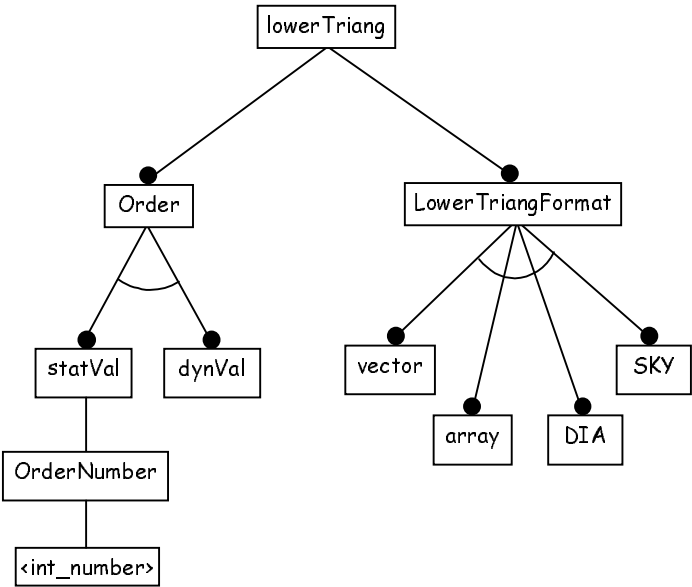 lowerTriang
Order
LowerTriangFormat
statVal
dynVal
vector
SKY
array
DIA
OrderNumber
<int_number>